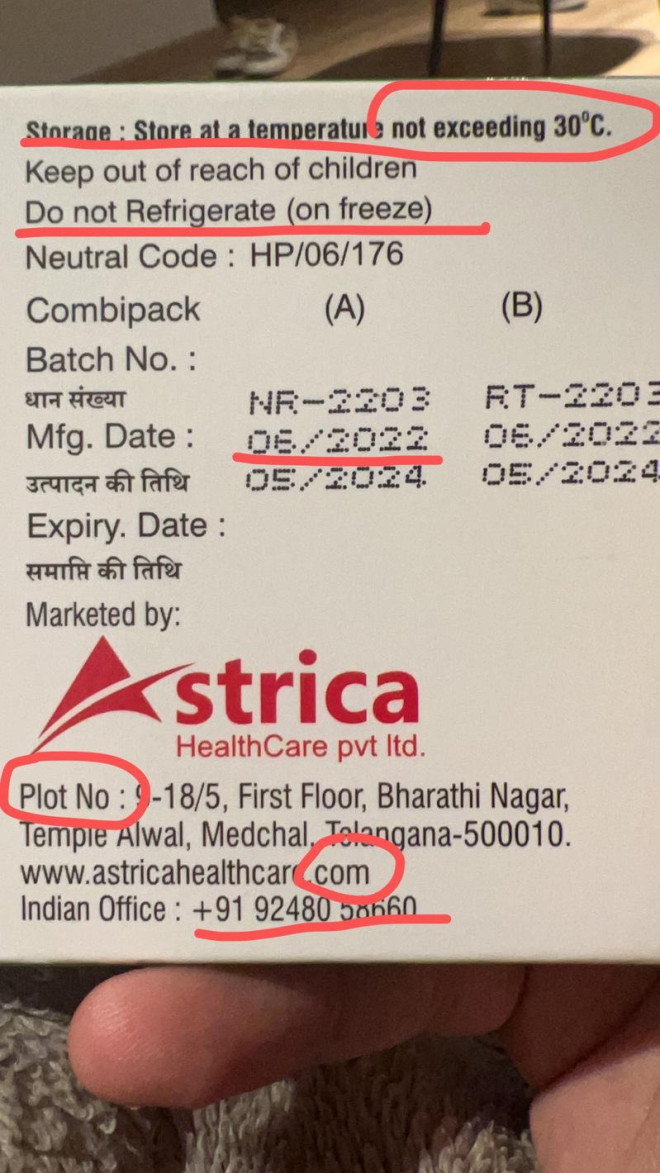 Storage : Store at a temperature not exceeding 30°C.
Keep out of reach of children
Do not Refrigerate (on freeze)
Neutral Code : HP/06/176
Combipack (A) (B)
Batch No. :
धान संख्या NR-2203 RT-2203
Mfg. Date : 06/2022 06/2022
उत्पादन की तिथि 05/2024 05/2024
Expiry. Date :
समाप्ति की तिथि
Marketed by:
Astrica
HealthCare pvt ltd.
Plot No : 9-18/5, First Floor, Bharathi Nagar,
Temple Alwal, Medchal, Telangana-500010.
www.astricahealthcare.com
Indian Office : +91 92480 58660